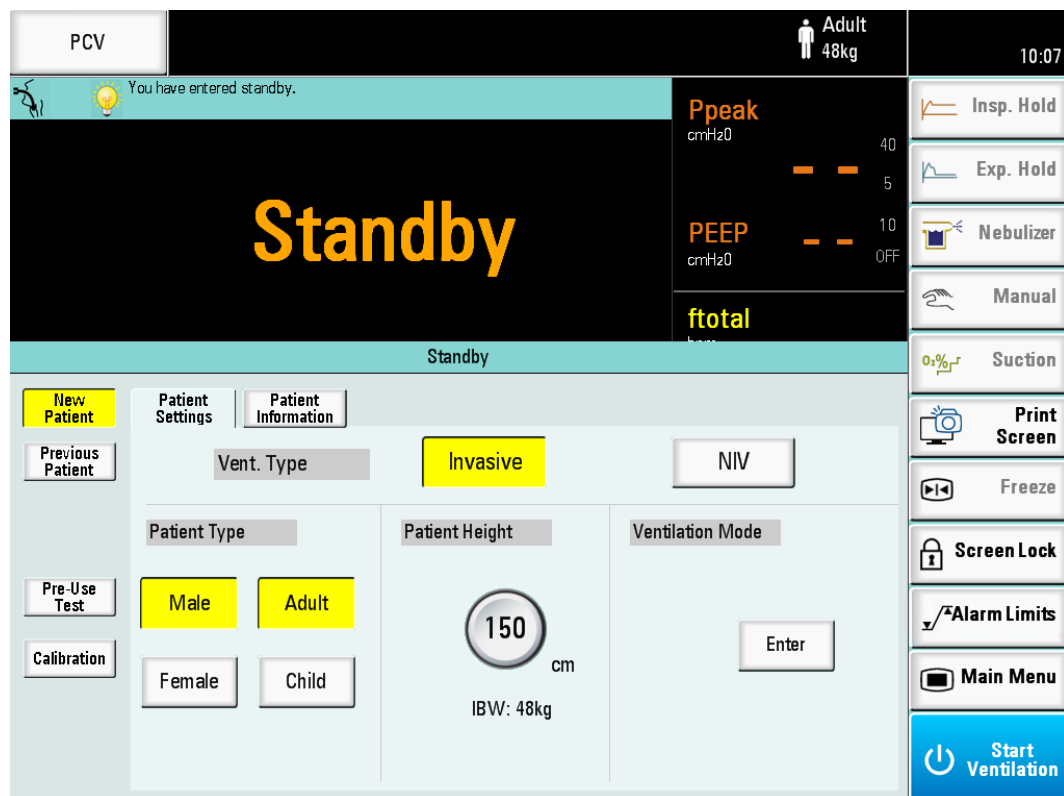 PCV
Adult
48kg
10:07
You have entered standby.
Ppeak
cmH2O
40
-- 
5
PEEP
cmH2O
10
--
OFF
ftotal
Standby
Standby
New
Patient
Previous
Patient
Pre-Use
Test
Calibration
Patient
Settings
Patient
Information
Vent. Type
Invasive
NIV
Patient Type
Male
Adult
Female
Child
Patient Height
150
cm
IBW: 48kg
Ventilation Mode
Enter
Insp. Hold
Exp. Hold
Nebulizer
Manual
O2%
Suction
Print
Screen
Freeze
Screen Lock
Alarm Limits
Main Menu
Start
Ventilation